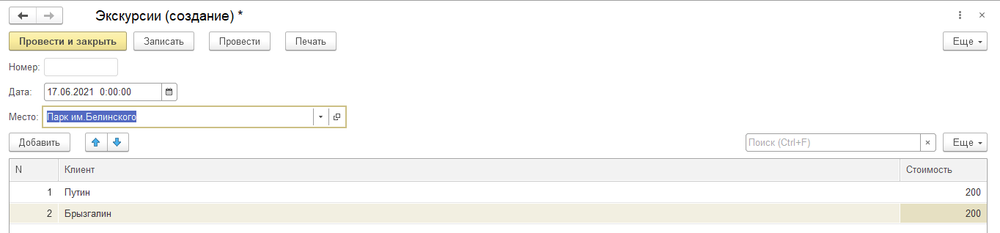 Экскурсии (создание) *
Провести и закрыть Записать Провести Печать Еще
Номер:
Дата: 17.06.2021 0:00:00
Место: Парк им.Белинского
Добавить Поиск (Ctrl+F) × Еще
N Клиент Стоимость
1 Путин 200
2 Брызгалин 200